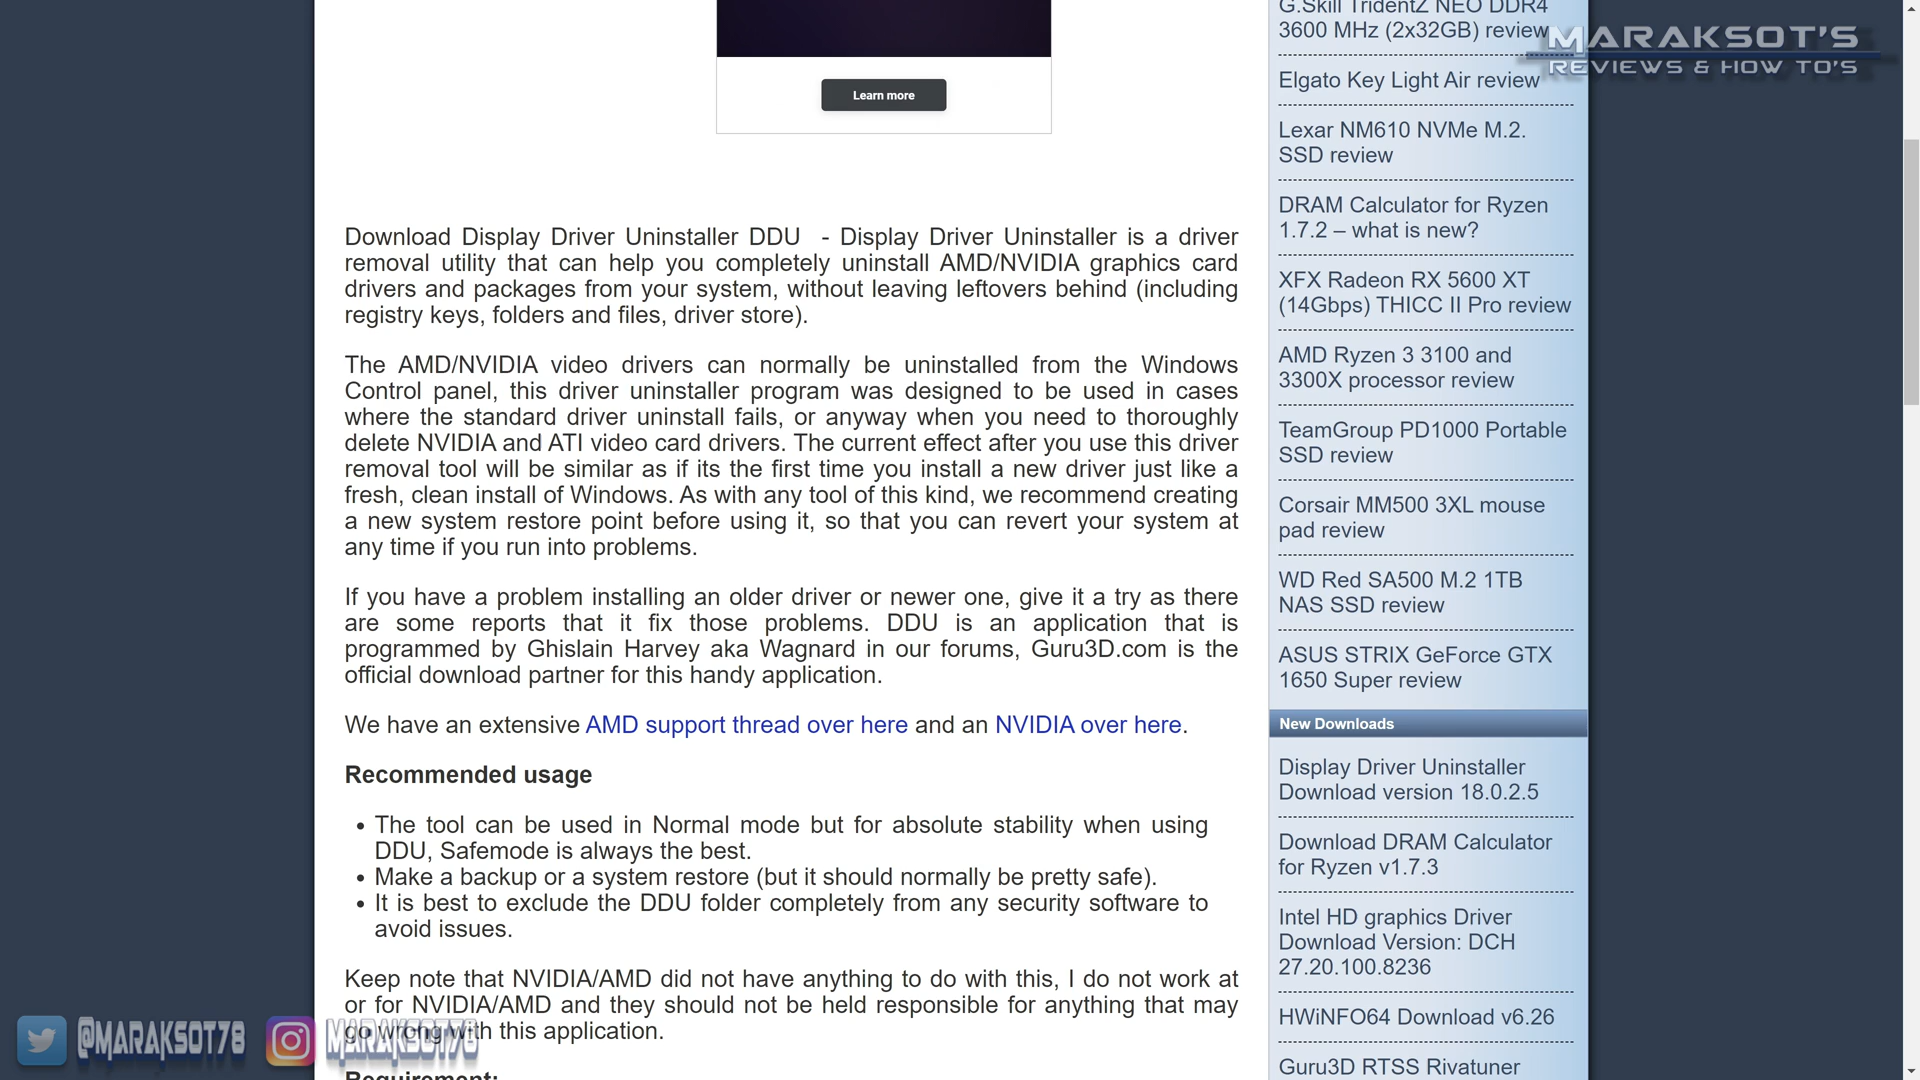 Learn more
Download Display Driver Uninstaller DDU - Display Driver Uninstaller is a driver
removal utility that can help you completely uninstall AMD/NVIDIA graphics card
drivers and packages from your system, without leaving leftovers behind (including
registry keys, folders and files, driver store).
The AMD/NVIDIA video drivers can normally be uninstalled from the Windows
Control panel, this driver uninstaller program was designed to be used in cases
where the standard driver uninstall fails, or anyway when you need to thoroughly
delete NVIDIA and ATI video card drivers. The current effect after you use this driver
removal tool will be similar as if its the first time you install a new driver just like a
fresh, clean install of Windows. As with any tool of this kind, we recommend creating
a new system restore point before using it, so that you can revert your system at
any time if you run into problems.
If you have a problem installing an older driver or newer one, give it a try as there
are some reports that it fix those problems. DDU is an application that is
programmed by Ghislain Harvey aka Wagnard in our forums, Guru3D.com is the
official download partner for this handy application.
We have an extensive AMD support thread over here and an NVIDIA over here.
Recommended usage
• The tool can be used in Normal mode but for absolute stability when using
DDU, Safemode is always the best.
• Make a backup or a system restore (but it should normally be pretty safe).
• It is best to exclude the DDU folder completely from any security software to
avoid issues.
Keep note that NVIDIA/AMD did not have anything to do with this, I do not work at
or for NVIDIA/AMD and they should not be held responsible for anything that may
go wrong with this application.
Requirement:
G.Skill TridentZ NEO DDR4
3600 MHz (2x32GB) review
Elgato Key Light Air review
Lexar NM610 NVMe M.2.
SSD review
DRAM Calculator for Ryzen
1.7.2 – what is new?
XFX Radeon RX 5600 XT
(14Gbps) THICC II Pro review
AMD Ryzen 3 3100 and
3300X processor review
TeamGroup PD1000 Portable
SSD review
Corsair MM500 3XL mouse
pad review
WD Red SA500 M.2 1TB
NAS SSD review
ASUS STRIX GeForce GTX
1650 Super review
New Downloads
Display Driver Uninstaller
Download version 18.0.2.5
Download DRAM Calculator
for Ryzen v1.7.3
Intel HD graphics Driver
Download Version: DCH
27.20.100.8236
HWiNFO64 Download v6.26
Guru3D RTSS Rivatuner
MARAKSOT'S
REVIEWS & HOW TO'S
@MARAKSOT78
MARAKSOT78